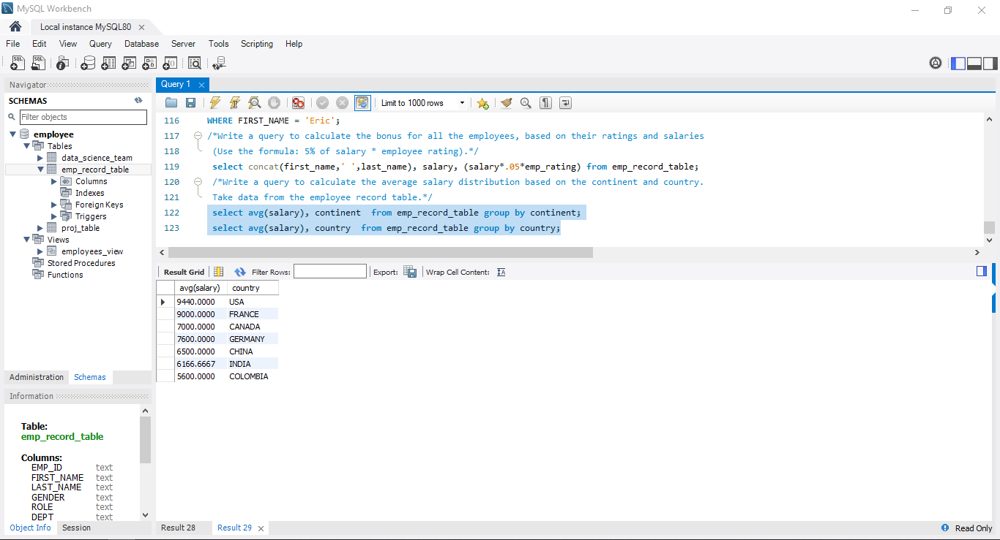 MySQL Workbench
Local instance MySQL80
File Edit View Query Database Server Tools Scripting Help
Navigator
SCHEMAS
Filter objects
employee
Tables
data_science_team
emp_record_table
Columns
Indexes
Foreign Keys
Triggers
proj_table
Views
employees_view
Stored Procedures
Functions
Administration Schemas
Information
Table:
emp_record_table
Columns:
EMP_ID text
FIRST_NAME text
LAST_NAME text
GENDER text
ROLE text
DEPT text
Object Info Session
Query 1
Limit to 1000 rows
116 WHERE FIRST_NAME = 'Eric';
117 /*Write a query to calculate the bonus for all the employees, based on their ratings and salaries
118 (Use the formula: 5% of salary * employee rating).*/
119 select concat(first_name,' ',last_name), salary, (salary*.05*emp_rating) from emp_record_table;
120 /*Write a query to calculate the average salary distribution based on the continent and country.
121 Take data from the employee record table.*/
122 select avg(salary), continent  from emp_record_table group by continent;
123 select avg(salary), country  from emp_record_table group by country;
Result Grid Filter Rows: Export: Wrap Cell Content:
avg(salary) country
9440.0000 USA
9000.0000 FRANCE
7000.0000 CANADA
7600.0000 GERMANY
6500.0000 CHINA
6166.6667 INDIA
5600.0000 COLOMBIA
Result 28 Result 29
Read Only